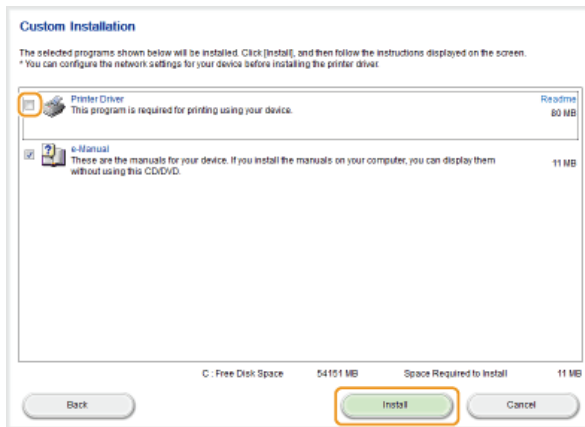 Custom Installation
The selected programs shown below will be installed. Click [Install], and then follow the instructions displayed on the screen.
* You can configure the network settings for your device before installing the printer driver.
Printer Driver
Readme
This program is required for printing using your device.
80 MB
e-Manual
These are the manuals for your device. If you install the manuals on your computer, you can display them
11 MB
without using this CD/DVD.
C : Free Disk Space 54151 MB Space Required to Install 11 MB
Back Install Cancel